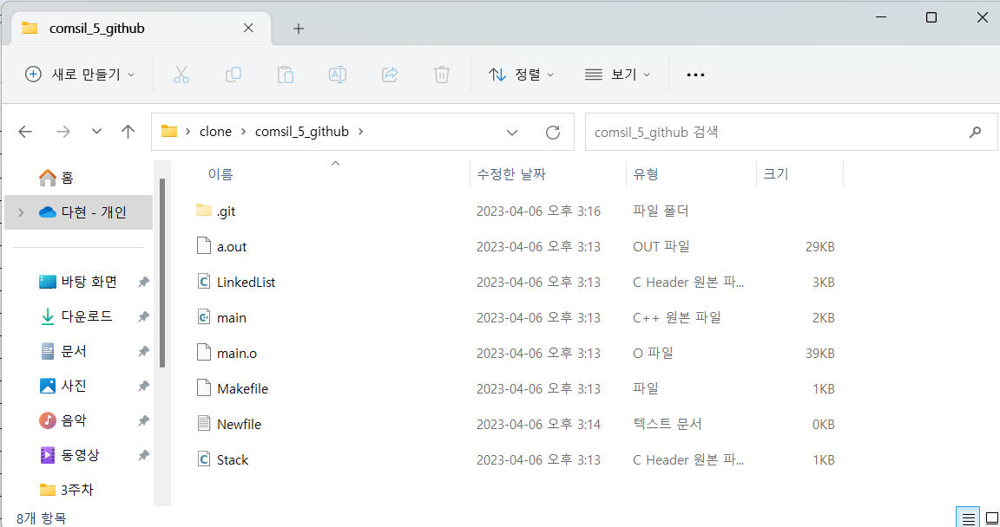 comsil_5_github
새로 만들기
정렬
보기
clone > comsil_5_github >
comsil_5_github 검색
홈
다현 - 개인
바탕 화면
다운로드
문서
사진
음악
동영상
3주차
이름 수정한 날짜 유형 크기
.git 2023-04-06 오후 3:16 파일 폴더
a.out 2023-04-06 오후 3:13 OUT 파일 29KB
LinkedList 2023-04-06 오후 3:13 C Header 원본 파... 3KB
main 2023-04-06 오후 3:13 C++ 원본 파일 2KB
main.o 2023-04-06 오후 3:13 O 파일 39KB
Makefile 2023-04-06 오후 3:13 파일 1KB
Newfile 2023-04-06 오후 3:14 텍스트 문서 0KB
Stack 2023-04-06 오후 3:13 C Header 원본 파... 1KB
8개 항목